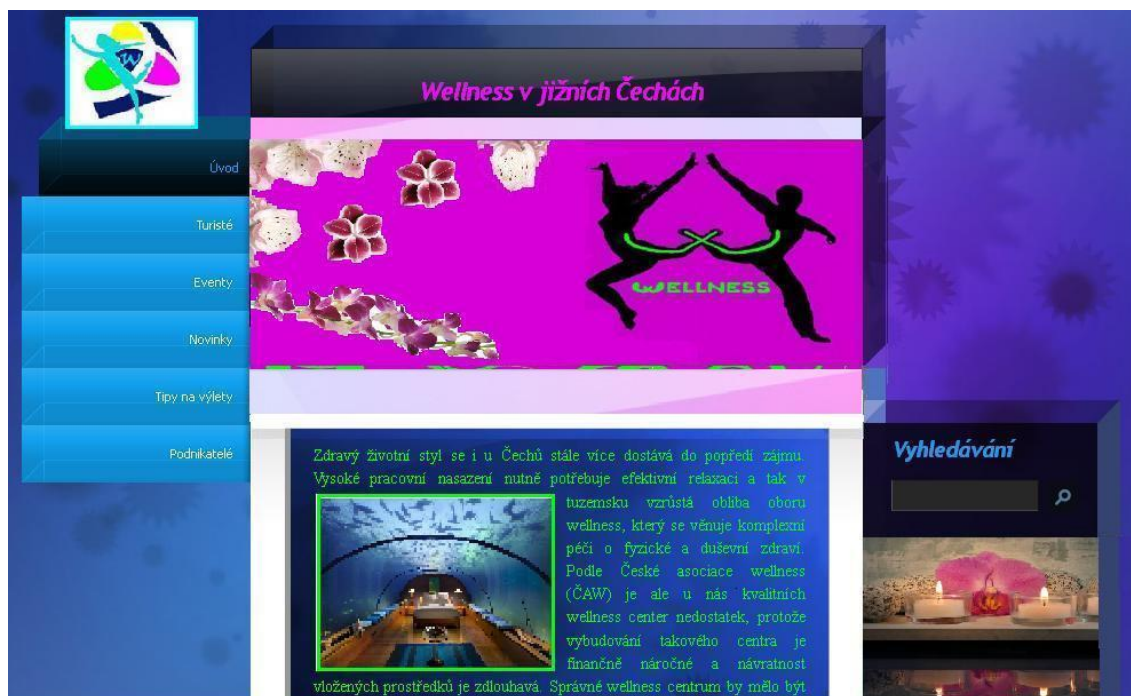 W
Wellness v jižních Čechách
Úvod
Turisté
Eventy
Novinky
Tipy na výlety
Podnikatelé
WELLNESS
Zdravý životní styl se i u Čechů stále více dostává do popředí zájmu.
Vysoké pracovní nasazení nutně potřebuje efektivní relaxaci a tak v
tuzemsku vzrůstá obliba oboru
wellness, který se věnuje komplexní
péči o fyzické a duševní zdraví.
Podle České asociace wellness
(ČAW) je ale u nás kvalitních
wellness center nedostatek, protože
vybudování takového centra je
finančně náročné a návratnost
vložených prostředků je zdlouhavá. Správné wellness centrum by mělo být
Vyhledávání